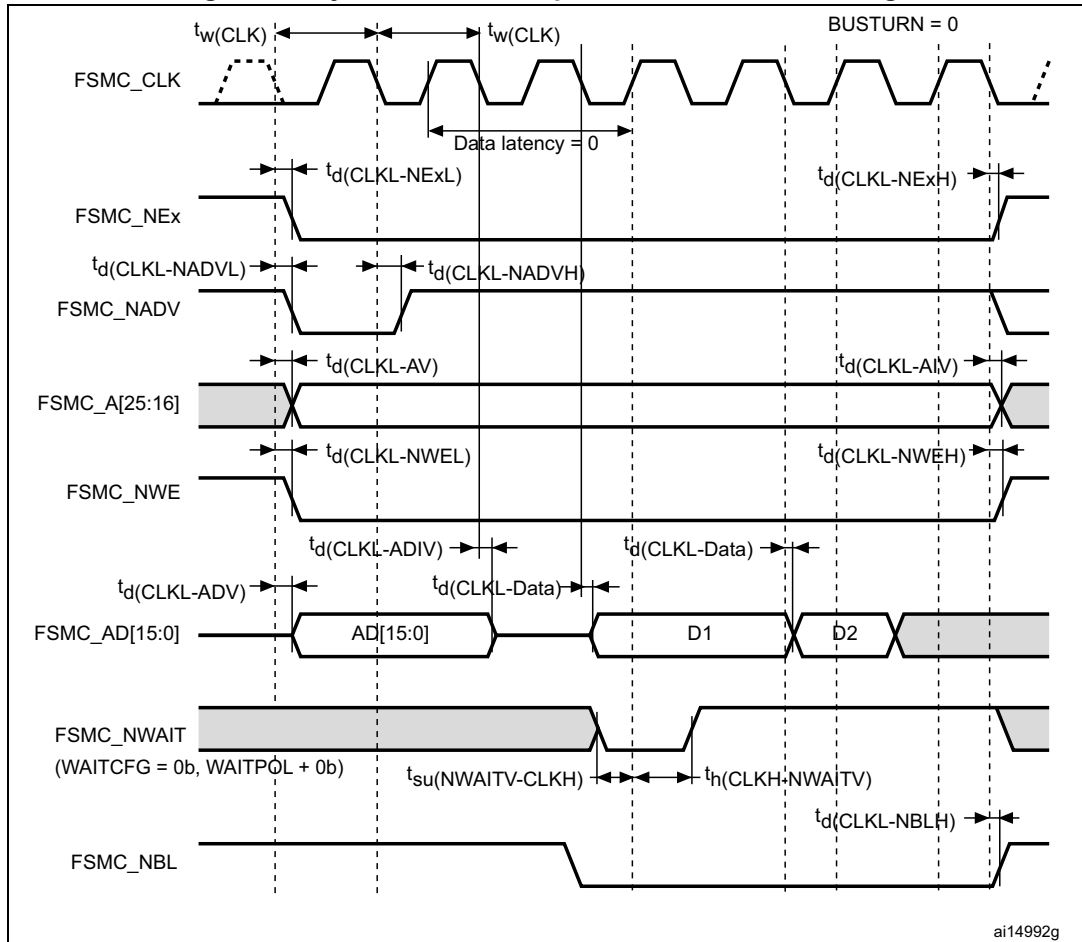 BUSTURN = 0
tw(CLK) tw(CLK)
FSMC_CLK
Data latency = 0
td(CLKL-NExL) td(CLKL-NExH)
FSMC_NEx
td(CLKL-NADVL) td(CLKL-NADVH)
FSMC_NADV
td(CLKL-AV) td(CLKL-AIV)
FSMC_A[25:16]
td(CLKL-NWEL) td(CLKL-NWEH)
FSMC_NWE
td(CLKL-ADIV) td(CLKL-Data)
td(CLKL-ADV) td(CLKL-Data)
FSMC_AD[15:0] AD[15:0] D1 D2
FSMC_NWAIT
(WAITCFG = 0b, WAITPOL + 0b)
tsu(NWAITV-CLKH) th(CLKH-NWAITV)
td(CLKL-NBLH)
FSMC_NBL
ai14992g